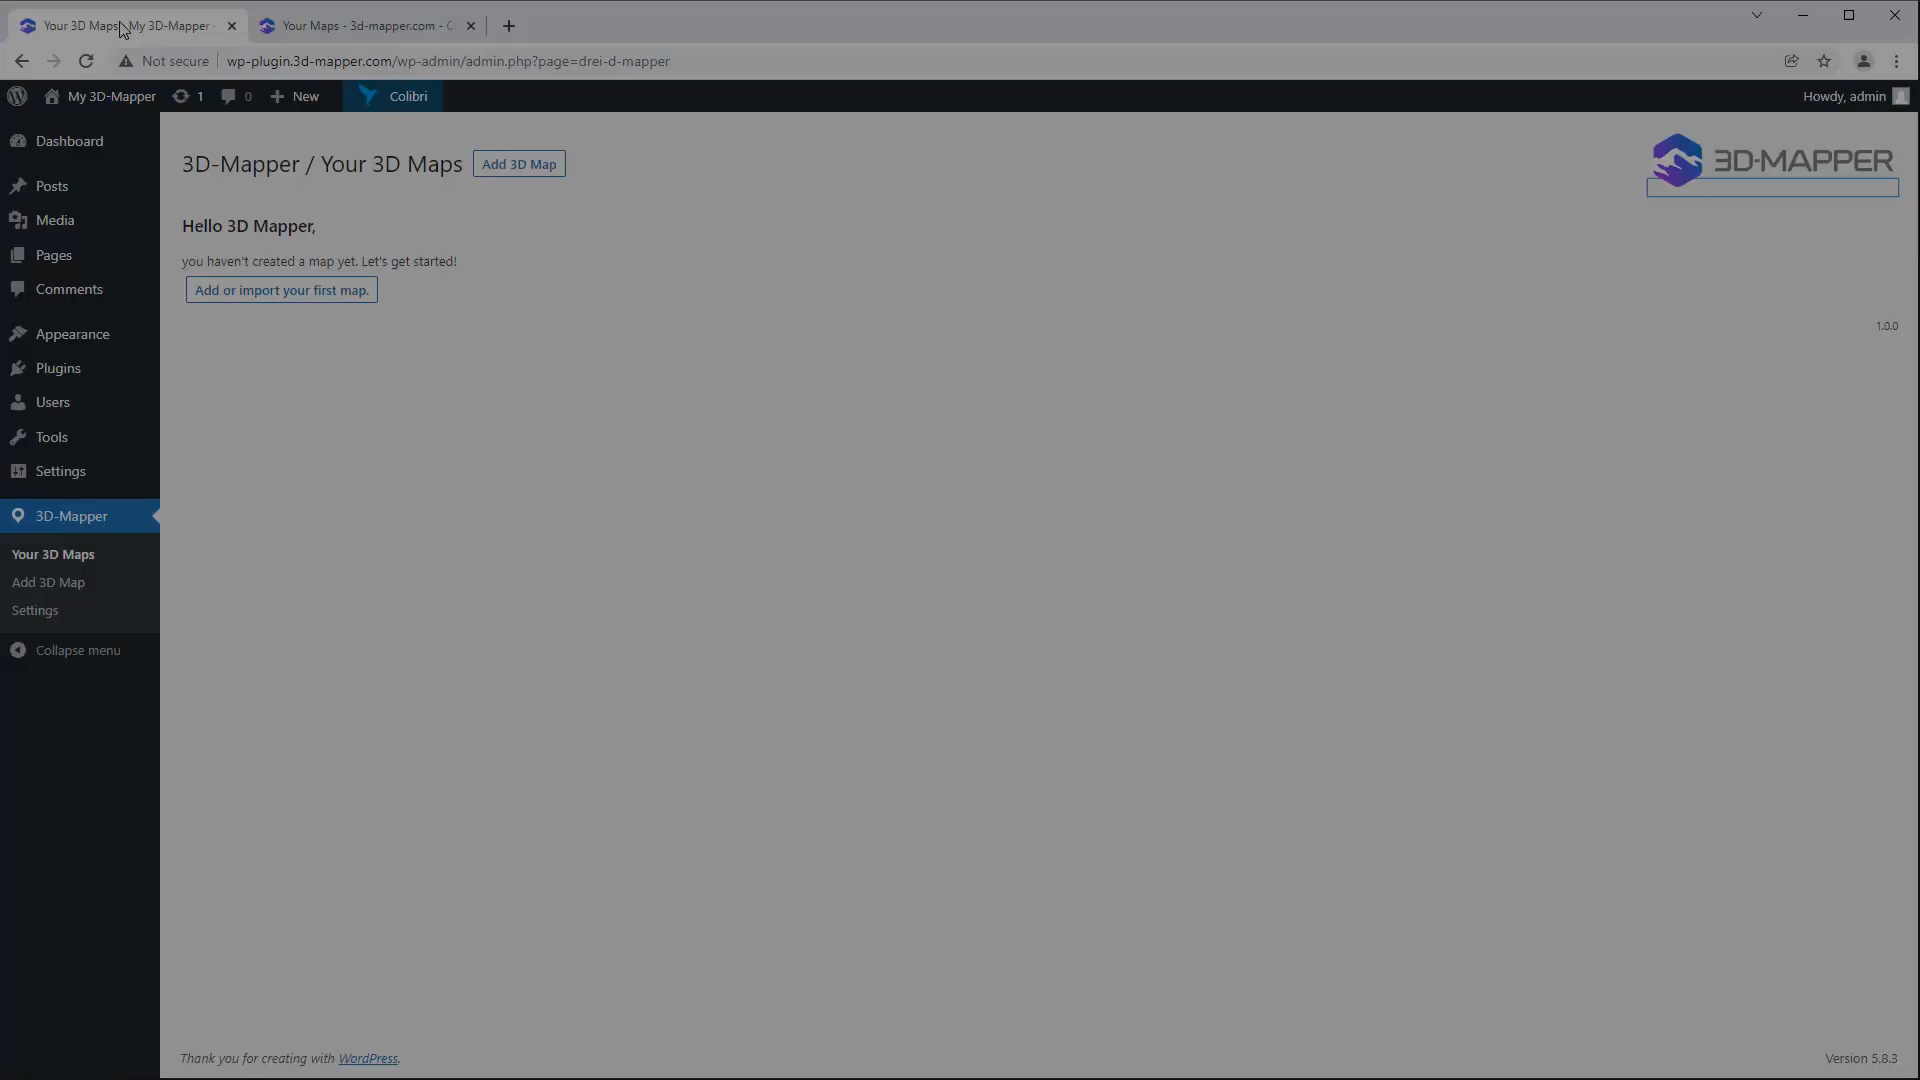 Your 3D Maps My 3D-Mapper -
Your Maps - 3d-mapper.com - C
Not secure
wp-plugin.3d-mapper.com/wp-admin/admin.php?page=drei-d-mapper
My 3D-Mapper
1
0
New
Colibri
Howdy, admin
Dashboard
Posts
Media
Pages
Comments
Appearance
Plugins
Users
Tools
Settings
3D-Mapper
Your 3D Maps
Add 3D Map
Settings
Collapse menu
3D-Mapper / Your 3D Maps
Add 3D Map
3D-MAPPER
Hello 3D Mapper,
you haven't created a map yet. Let's get started!
Add or import your first map.
1.0.0
Thank you for creating with WordPress.
Version 5.8.3